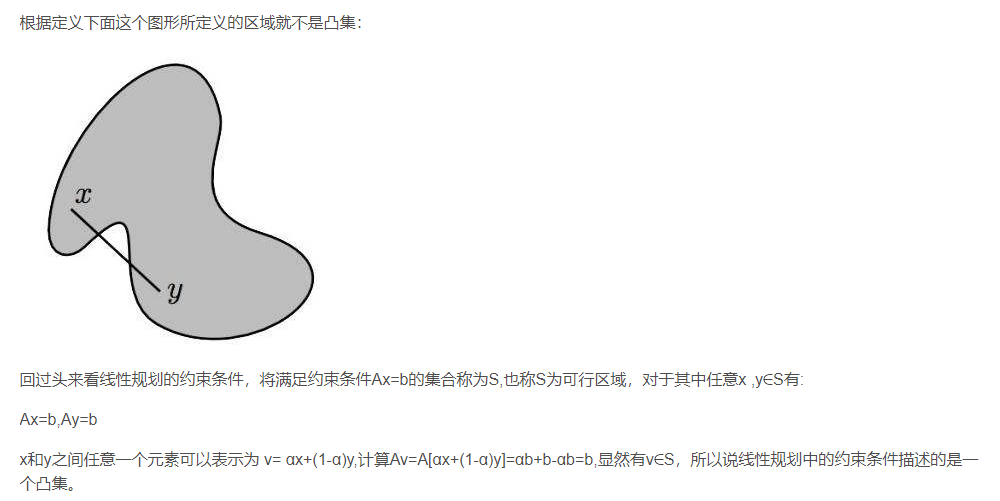 根据定义下面这个图形所定义的区域就不是凸集：
x
y
回过头来看线性规划的约束条件，将满足约束条件Ax=b的集合称为S,也称S为可行区域，对于其中任意x ,y∈S有:
Ax=b,Ay=b
x和y之间任意一个元素可以表示为 v= αx+(1-α)y,计算Av=A[αx+(1-α)y]=αb+b-αb=b,显然有v∈S，所以说线性规划中的约束条件描述的是一
个凸集。